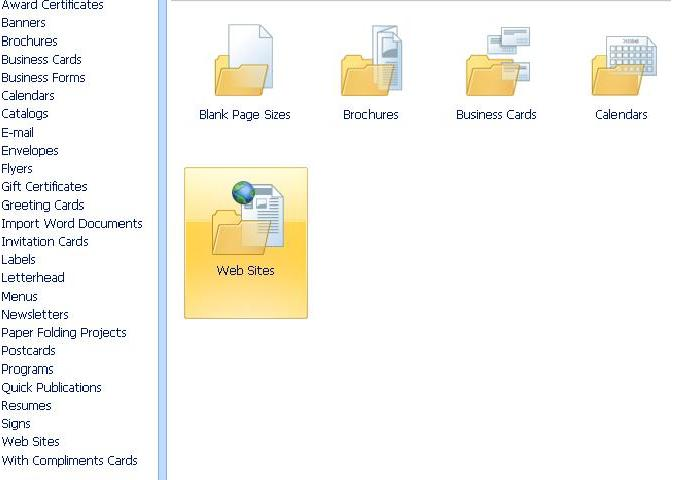 Award Certificates
Banners
Brochures
Business Cards
Business Forms
Calendars
Catalogs
E-mail
Envelopes
Flyers
Gift Certificates
Greeting Cards
Import Word Documents
Invitation Cards
Labels
Letterhead
Menus
Newsletters
Paper Folding Projects
Postcards
Programs
Quick Publications
Resumes
Signs
Web Sites
With Compliments Cards
Blank Page Sizes
Brochures
Business Cards
Calendars
Web Sites